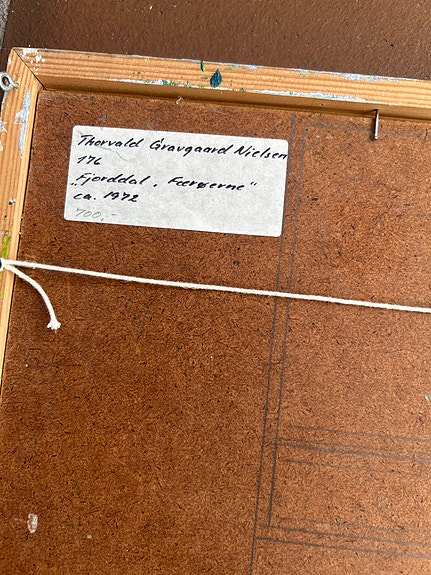 Thorvald Gravgaard Nielsen
176
„Fjorddal, Færøerne"
ca. 1972
700,-